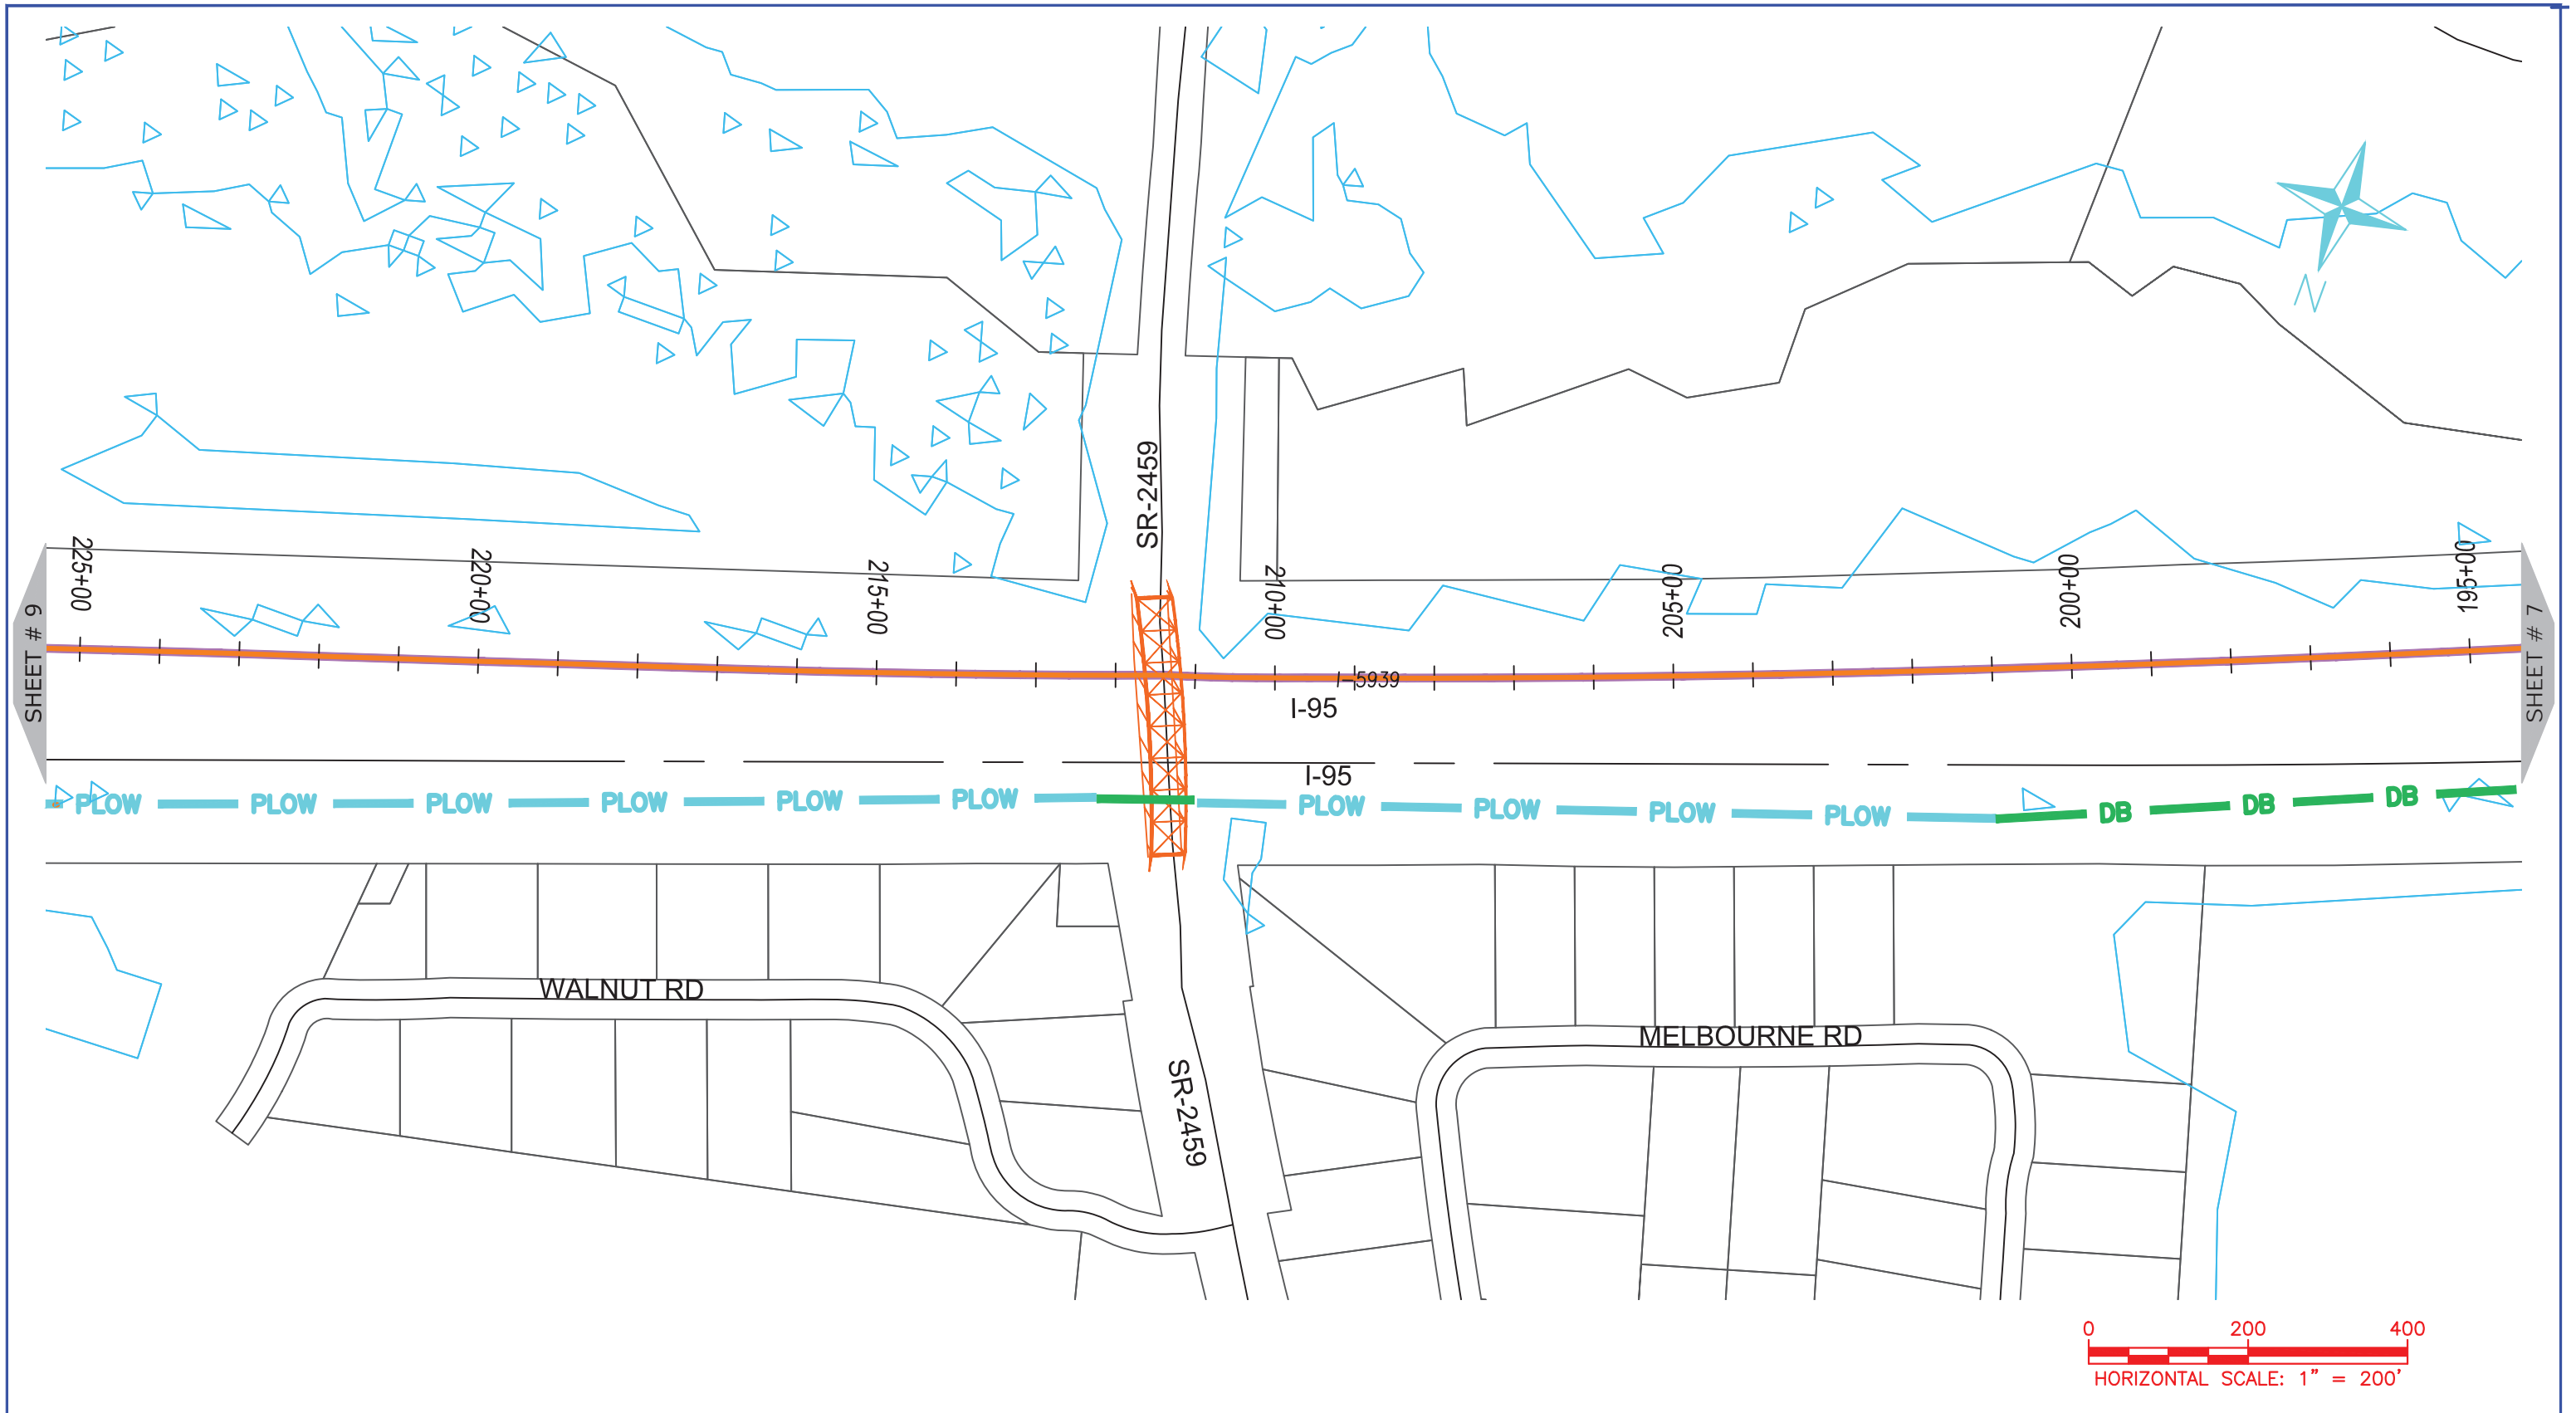 N
SR-2459
225+00
220+00
215+00
210+00
205+00
200+00
195+00
SHEET # 9
SHEET # 7
I-5939
I-95
I-95
PLOW PLOW PLOW PLOW PLOW PLOW PLOW PLOW PLOW PLOW DB DB DB
WALNUT RD
MELBOURNE RD
SR-2459
0 200 400
HORIZONTAL SCALE: 1" = 200'